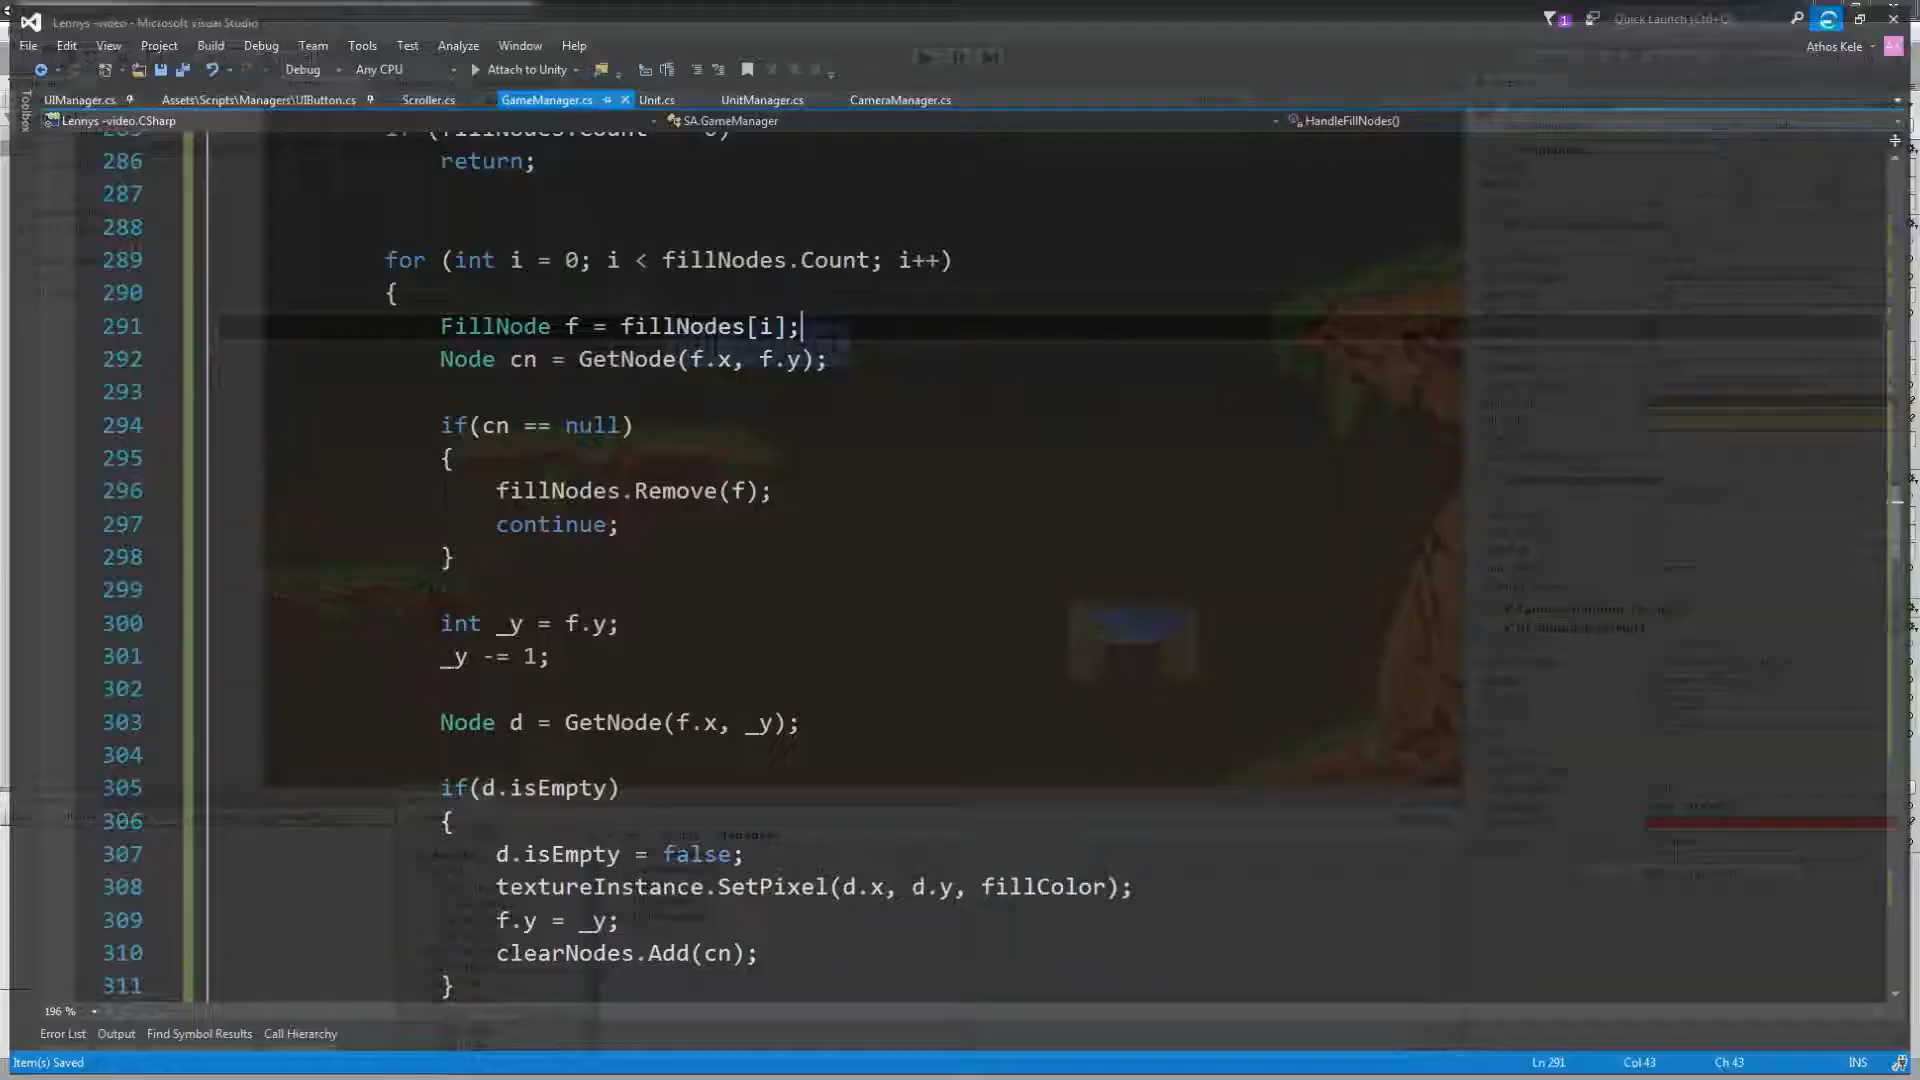 Lennys -video - Microsoft Visual Studio
1
Quick Launch (Ctrl+Q)
File Edit View Project Build Debug Team Tools Test Analyze Window Help
Athos Kele
AK
Debug Any CPU Attach to Unity
UIManager.cs Assets\Scripts\Managers\UIButton.cs Scroller.cs GameManager.cs Unit.cs UnitManager.cs CameraManager.cs
Toolbox
Lennys -video.CSharp SA.GameManager HandleFillNodes()
286 return;
287
288
289 for (int i = 0; i < fillNodes.Count; i++)
290 {
291 FillNode f = fillNodes[i];
292 Node cn = GetNode(f.x, f.y);
293
294 if(cn == null)
295 {
296 fillNodes.Remove(f);
297 continue;
298 }
299
300 int _y = f.y;
301 _y -= 1;
302
303 Node d = GetNode(f.x, _y);
304
305 if(d.isEmpty)
306 {
307 d.isEmpty = false;
308 textureInstance.SetPixel(d.x, d.y, fillColor);
309 f.y = _y;
310 clearNodes.Add(cn);
311 }
196 %
Error List Output Find Symbol Results Call Hierarchy
Item(s) Saved Ln 291 Col 43 Ch 43 INS